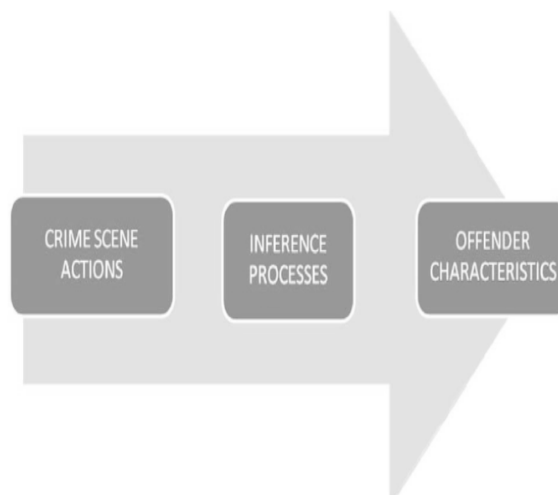 CRIME SCENE
ACTIONS
INFERENCE
PROCESSES
OFFENDER
CHARACTERISTICS